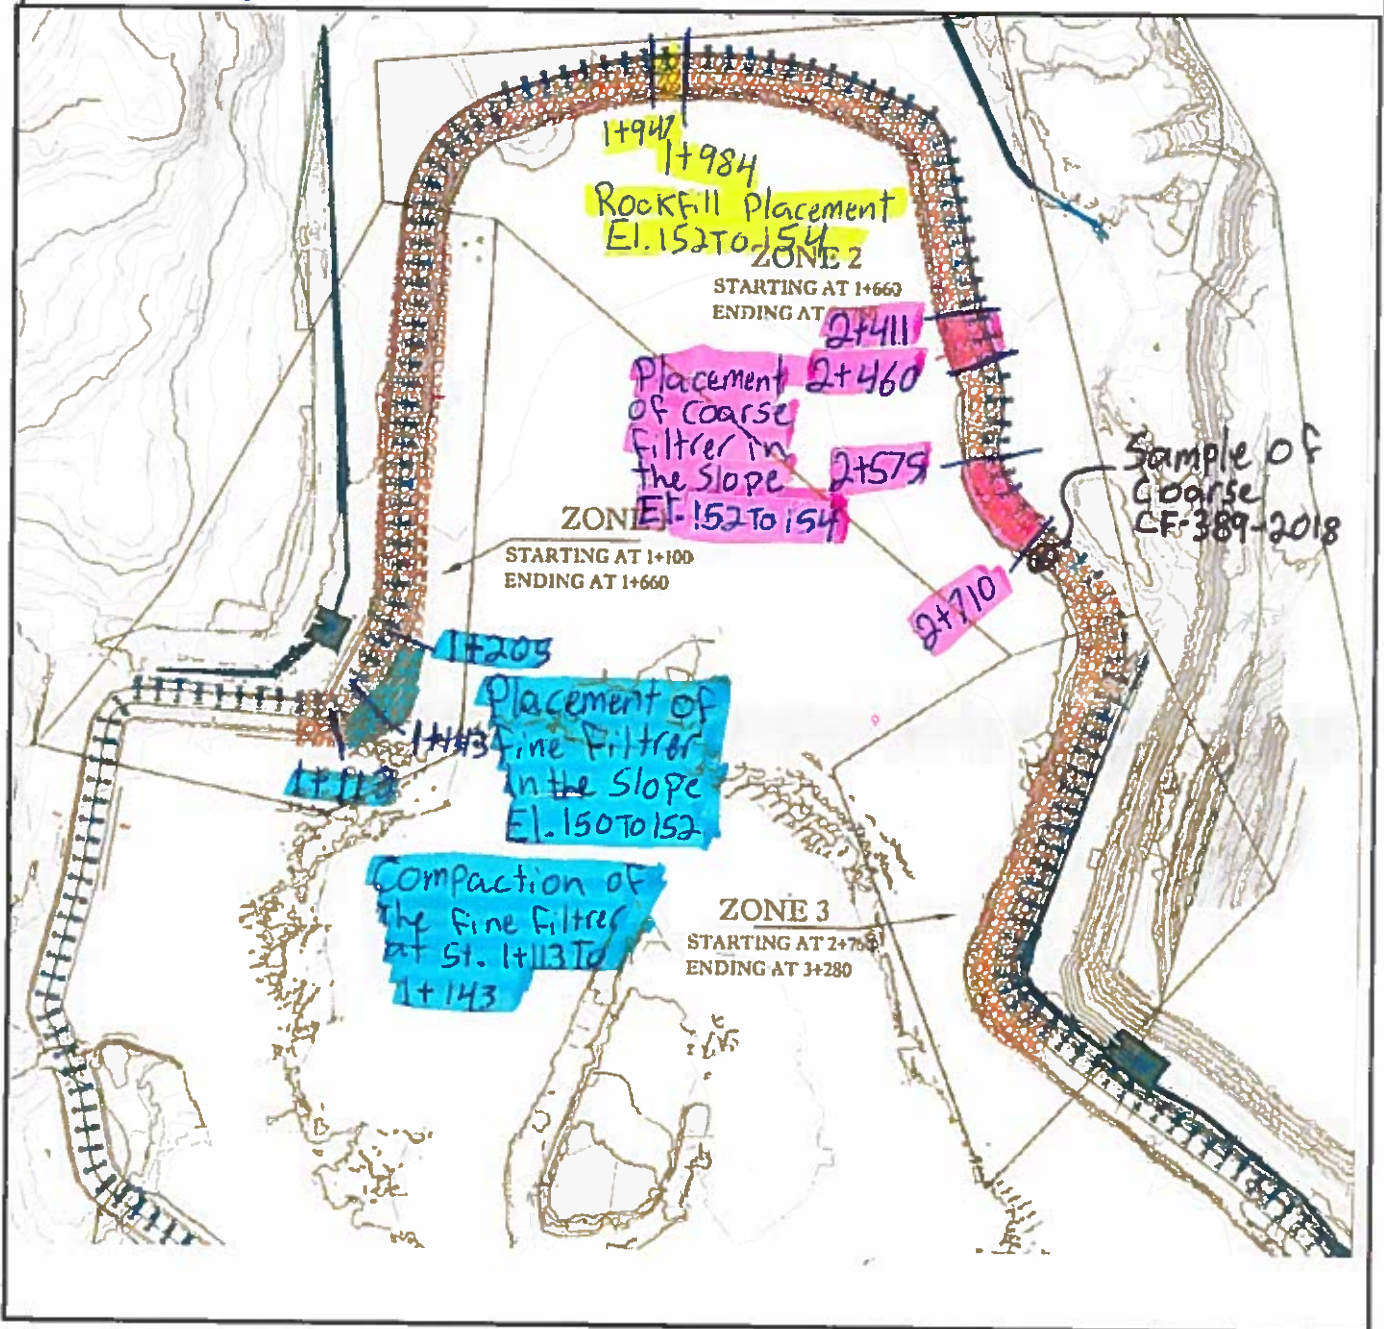 1+947
1+984
Rockfill Placement
El. 152 To 154
ZONE 2
STARTING AT 1+660
ENDING AT
2+411
2+460
Placement
of Coarse
Filtrer in
the Slope
El. 152 To 154
2+575
2+710
Sample of
Coarse
CF-389-2018
STARTING AT 1+100
ENDING AT 1+660
1+205
1+143
1+113
Placement of
fine Filtrer
In the Slope
El. 150 To 152
Compaction of
the fine filtrer
at St. 1+113 To
1+143
ZONE 3
STARTING AT
ENDING AT 3+280